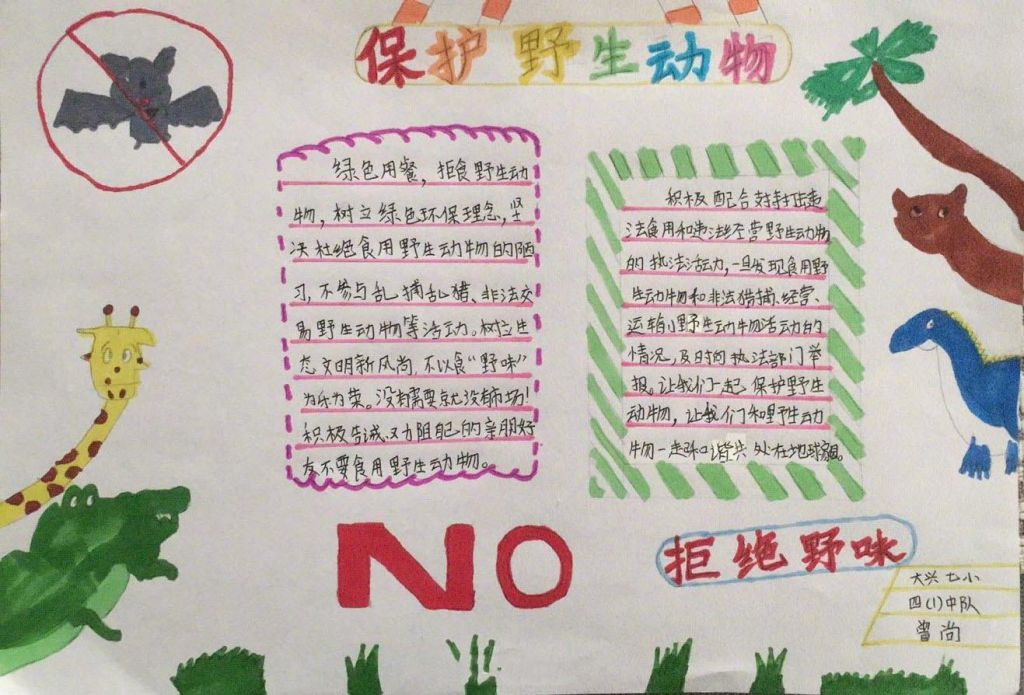 保护野生动物
绿色用餐，拒食野生动
物，树立绿色环保理念，坚
决杜绝食用野生动物的陋
习，不参与乱捕乱猎、非法交
易野生动物等活动。树立生
态文明新风尚，不以食“野味”
为乐为荣。没有需要就没有市场！
积极告诫、劝阻自己的亲朋好
友不要食用野生动物。
积极配合对打击违
法食用和违法经营野生动物
的执法活动，一旦发现食用野
生动物和非法猎捕、经营、
运输野生动物活动的
情况，及时向执法部门举
报。让我们一起保护野生
动物，让我们和野生动
物一起和谐共处在地球家园。
NO
拒绝野味
大兴七小
四(1)中队
曾尚